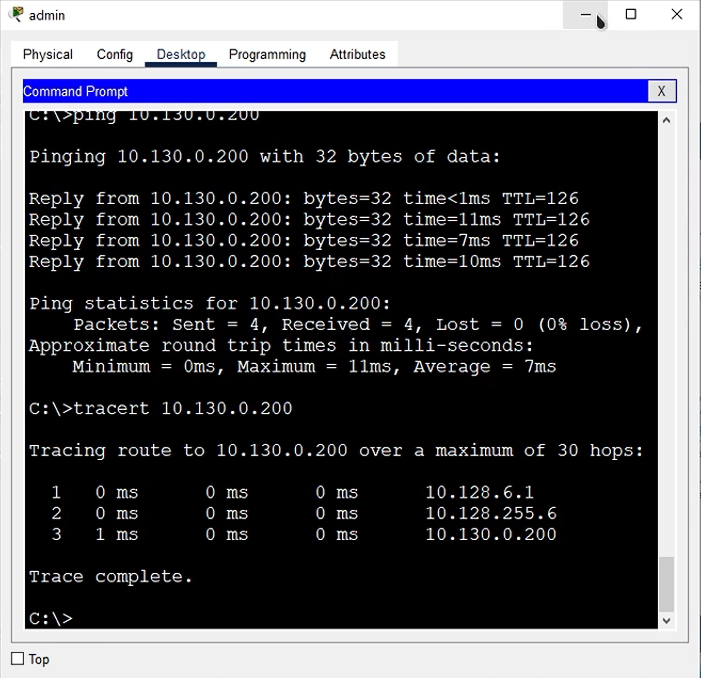 admin
Physical Config Desktop Programming Attributes
Command Prompt X
C:\>ping 10.130.0.200
Pinging 10.130.0.200 with 32 bytes of data:
Reply from 10.130.0.200: bytes=32 time<1ms TTL=126
Reply from 10.130.0.200: bytes=32 time=11ms TTL=126
Reply from 10.130.0.200: bytes=32 time=7ms TTL=126
Reply from 10.130.0.200: bytes=32 time=10ms TTL=126
Ping statistics for 10.130.0.200:
Packets: Sent = 4, Received = 4, Lost = 0 (0% loss),
Approximate round trip times in milli-seconds:
Minimum = 0ms, Maximum = 11ms, Average = 7ms
C:\>tracert 10.130.0.200
Tracing route to 10.130.0.200 over a maximum of 30 hops:
1 0 ms 0 ms 0 ms 10.128.6.1
2 0 ms 0 ms 0 ms 10.128.255.6
3 1 ms 0 ms 0 ms 10.130.0.200
Trace complete.
C:\>
Top